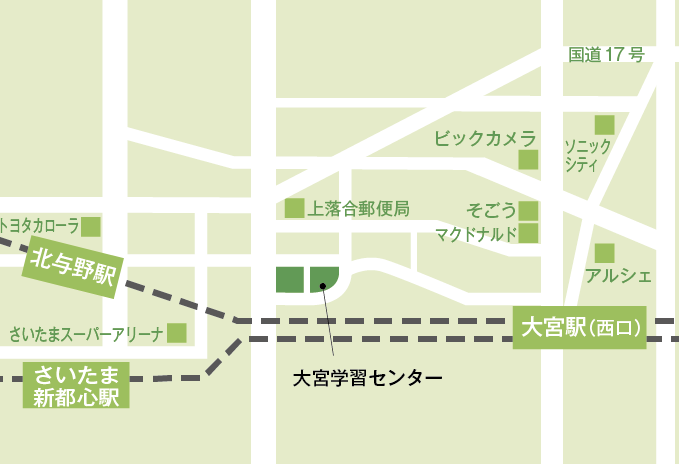 国道17号
ビックカメラ
ソニック
シティ
上落合郵便局
そごう
マクドナルド
トヨタカローラ
北与野駅
アルシェ
さいたまスーパーアリーナ
大宮駅(西口)
さいたま
新都心駅
大宮学習センター